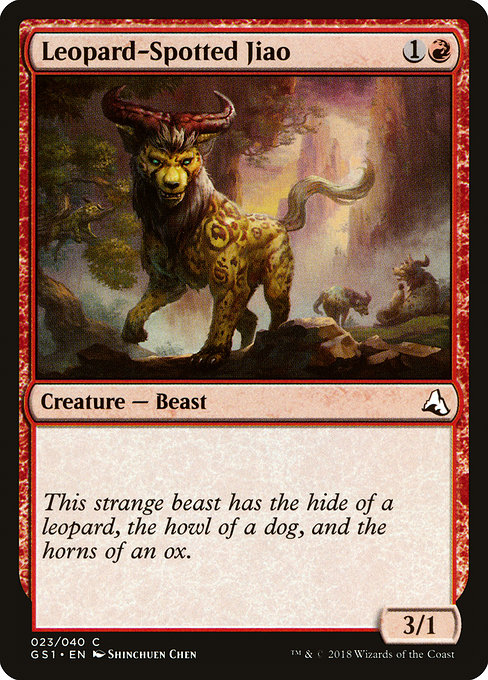 Leopard-Spotted Jiao 1
Creature — Beast
This strange beast has the hide of a
leopard, the howl of a dog, and the
horns of an ox.
3/1
023/040 C
GS1 • EN Shinchuen Chen
™ & © 2018 Wizards of the Coast